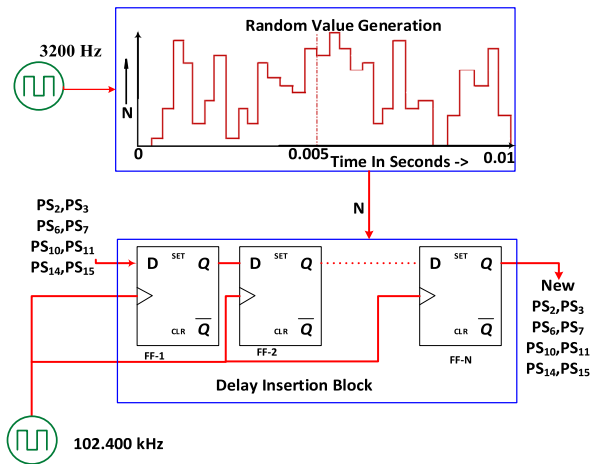 Random Value Generation
3200 Hz
N
0
0.005
0.01
Time In Seconds ->
N
PS₂,PS₃
PS₆,PS₇
PS₁₀,PS₁₁
PS₁₄,PS₁₅
D SET Q
CLR Q̅
FF-1
D SET Q
CLR Q̅
FF-2
D SET Q
CLR Q̅
FF-N
New
PS₂,PS₃
PS₆,PS₇
PS₁₀,PS₁₁
PS₁₄,PS₁₅
Delay Insertion Block
102.400 kHz